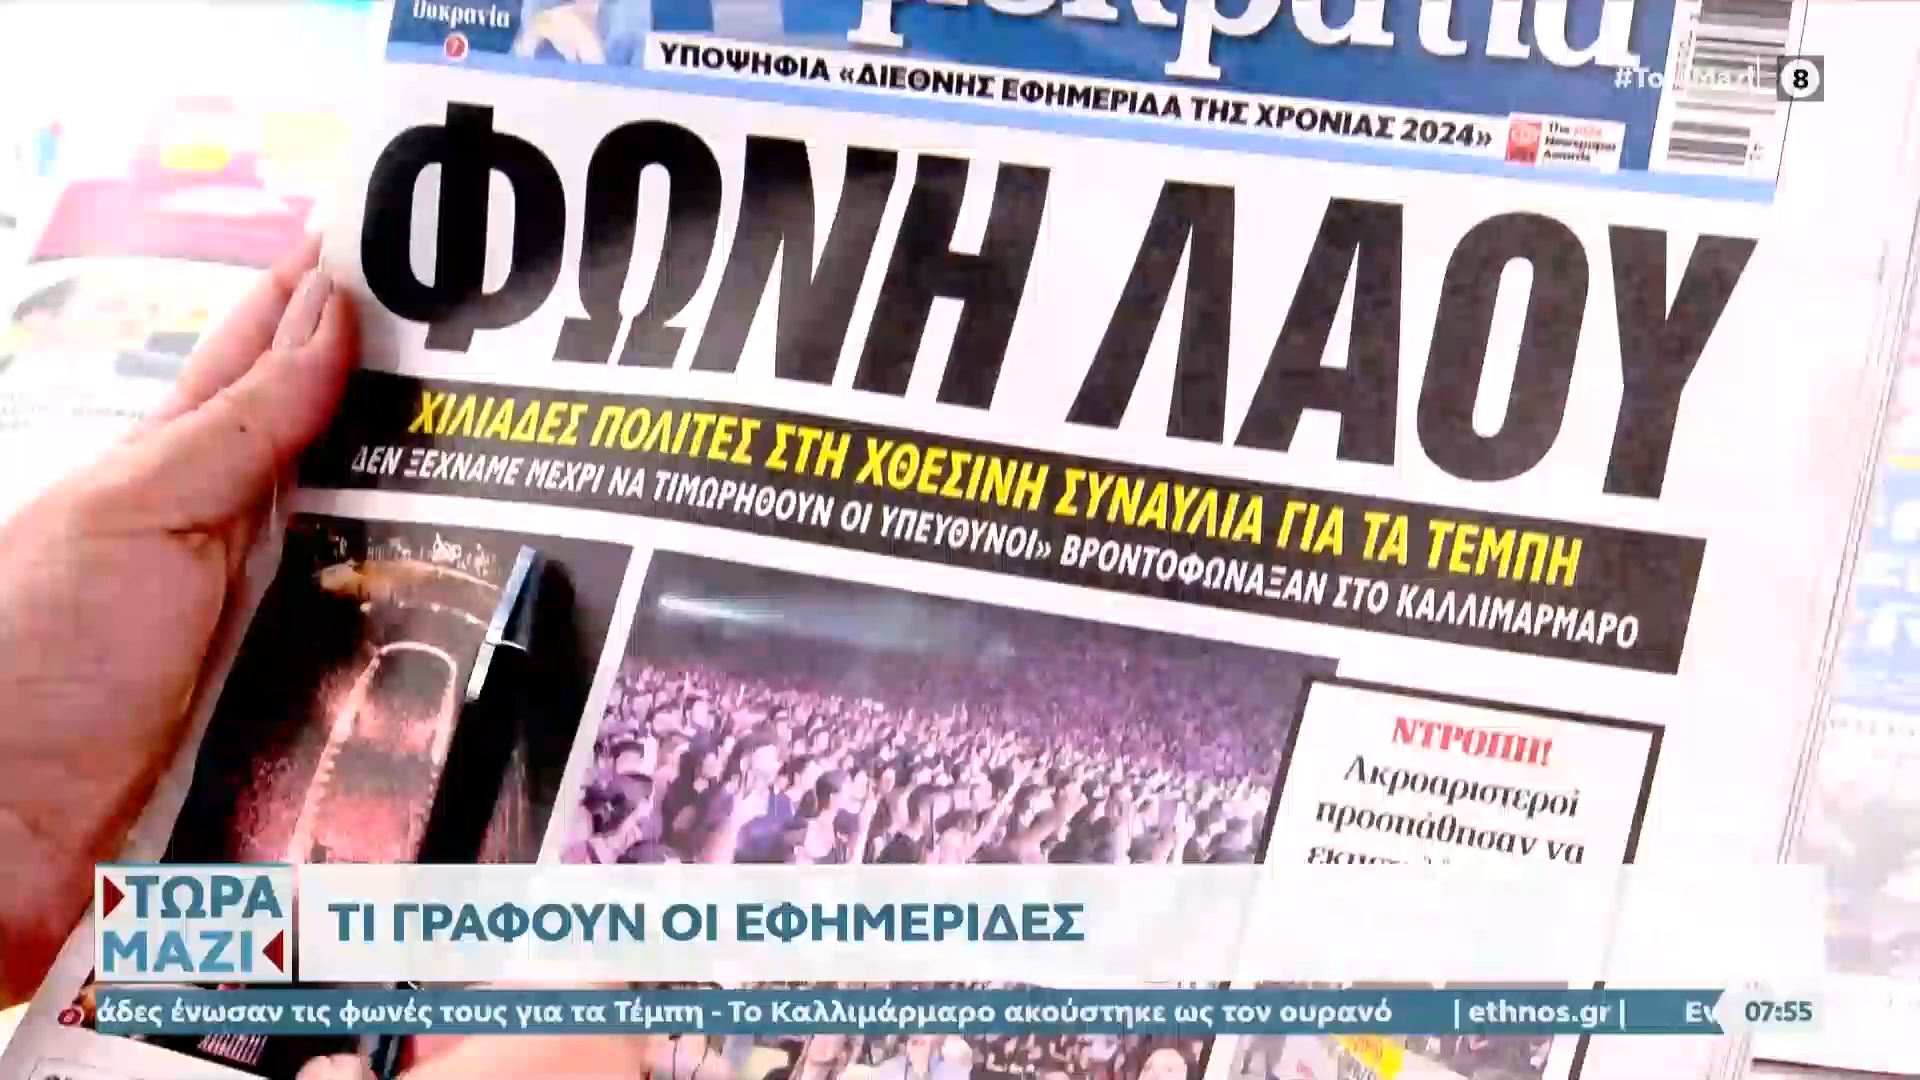 Ουκρανία
7
ΥΠΟΨΗΦΙΑ «ΔΙΕΘΝΗΣ ΕΦΗΜΕΡΙΔΑ ΤΗΣ ΧΡΟΝΙΑΣ 2024»
8
ΦΩΝΗ ΛΑΟΥ
ΧΙΛΙΑΔΕΣ ΠΟΛΙΤΕΣ ΣΤΗ ΧΘΕΣΙΝΗ ΣΥΝΑΥΛΙΑ ΓΙΑ ΤΑ ΤΕΜΠΗ
ΔΕΝ ΞΕΧΝΑΜΕ ΜΕΧΡΙ ΝΑ ΤΙΜΩΡΗΘΟΥΝ ΟΙ ΥΠΕΥΘΥΝΟΙ» ΒΡΟΝΤΟΦΩΝΑΞΑΝ ΣΤΟ ΚΑΛΛΙΜΑΡΜΑΡΟ
ΝΤΡΟΠΗ!
Ακροαριστεροί
προσπάθησαν να
ΤΩΡΑ
ΜΑΖΙ
ΤΙ ΓΡΑΦΟΥΝ ΟΙ ΕΦΗΜΕΡΙΔΕΣ
άδες ένωσαν τις φωνές τους για τα Τέμπη - Το Καλλιμάρμαρο ακούστηκε ως τον ουρανό | ethnos.gr |
07:55